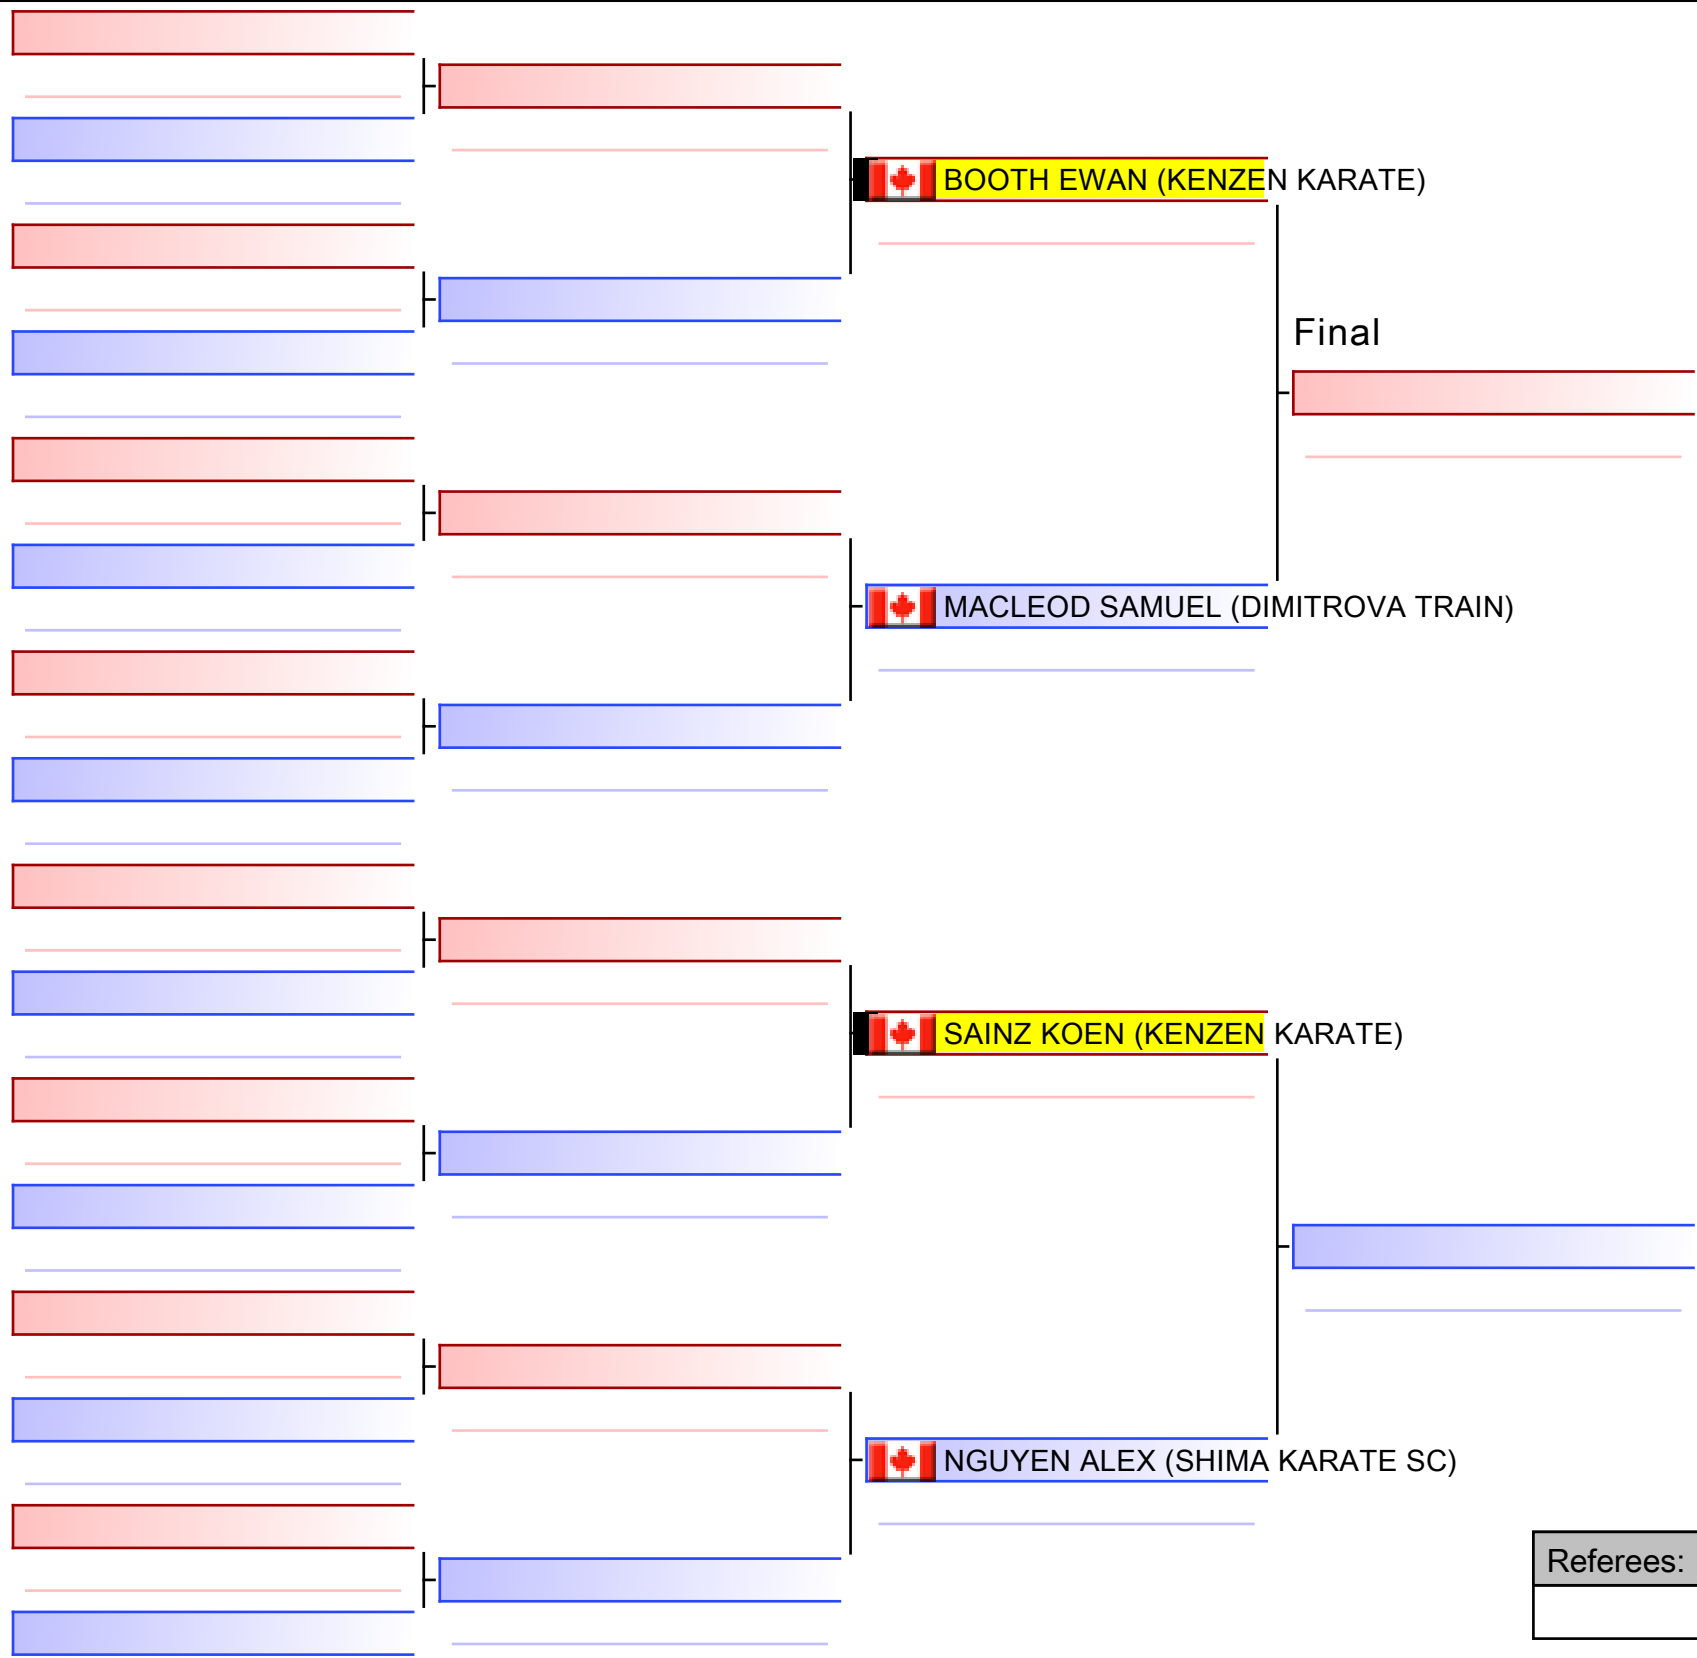 BOOTH EWAN (KENZEN KARATE)
Final
MACLEOD SAMUEL (DIMITROVA TRAIN)
SAINZ KOEN (KENZEN KARATE)
NGUYEN ALEX (SHIMA KARATE SC)
Referees: